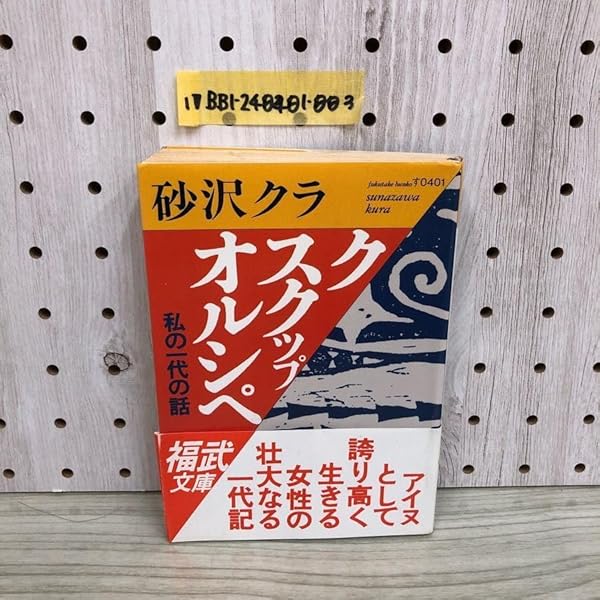 17 BB1-240401-003
fukutake bunko す0401
sunazawa
kura
砂沢クラ
ク
スクップ
オルシペ
私の一代の話
アイヌ
として
誇り高く
生きる
女性の
壮大なる
一代記
福武
文庫